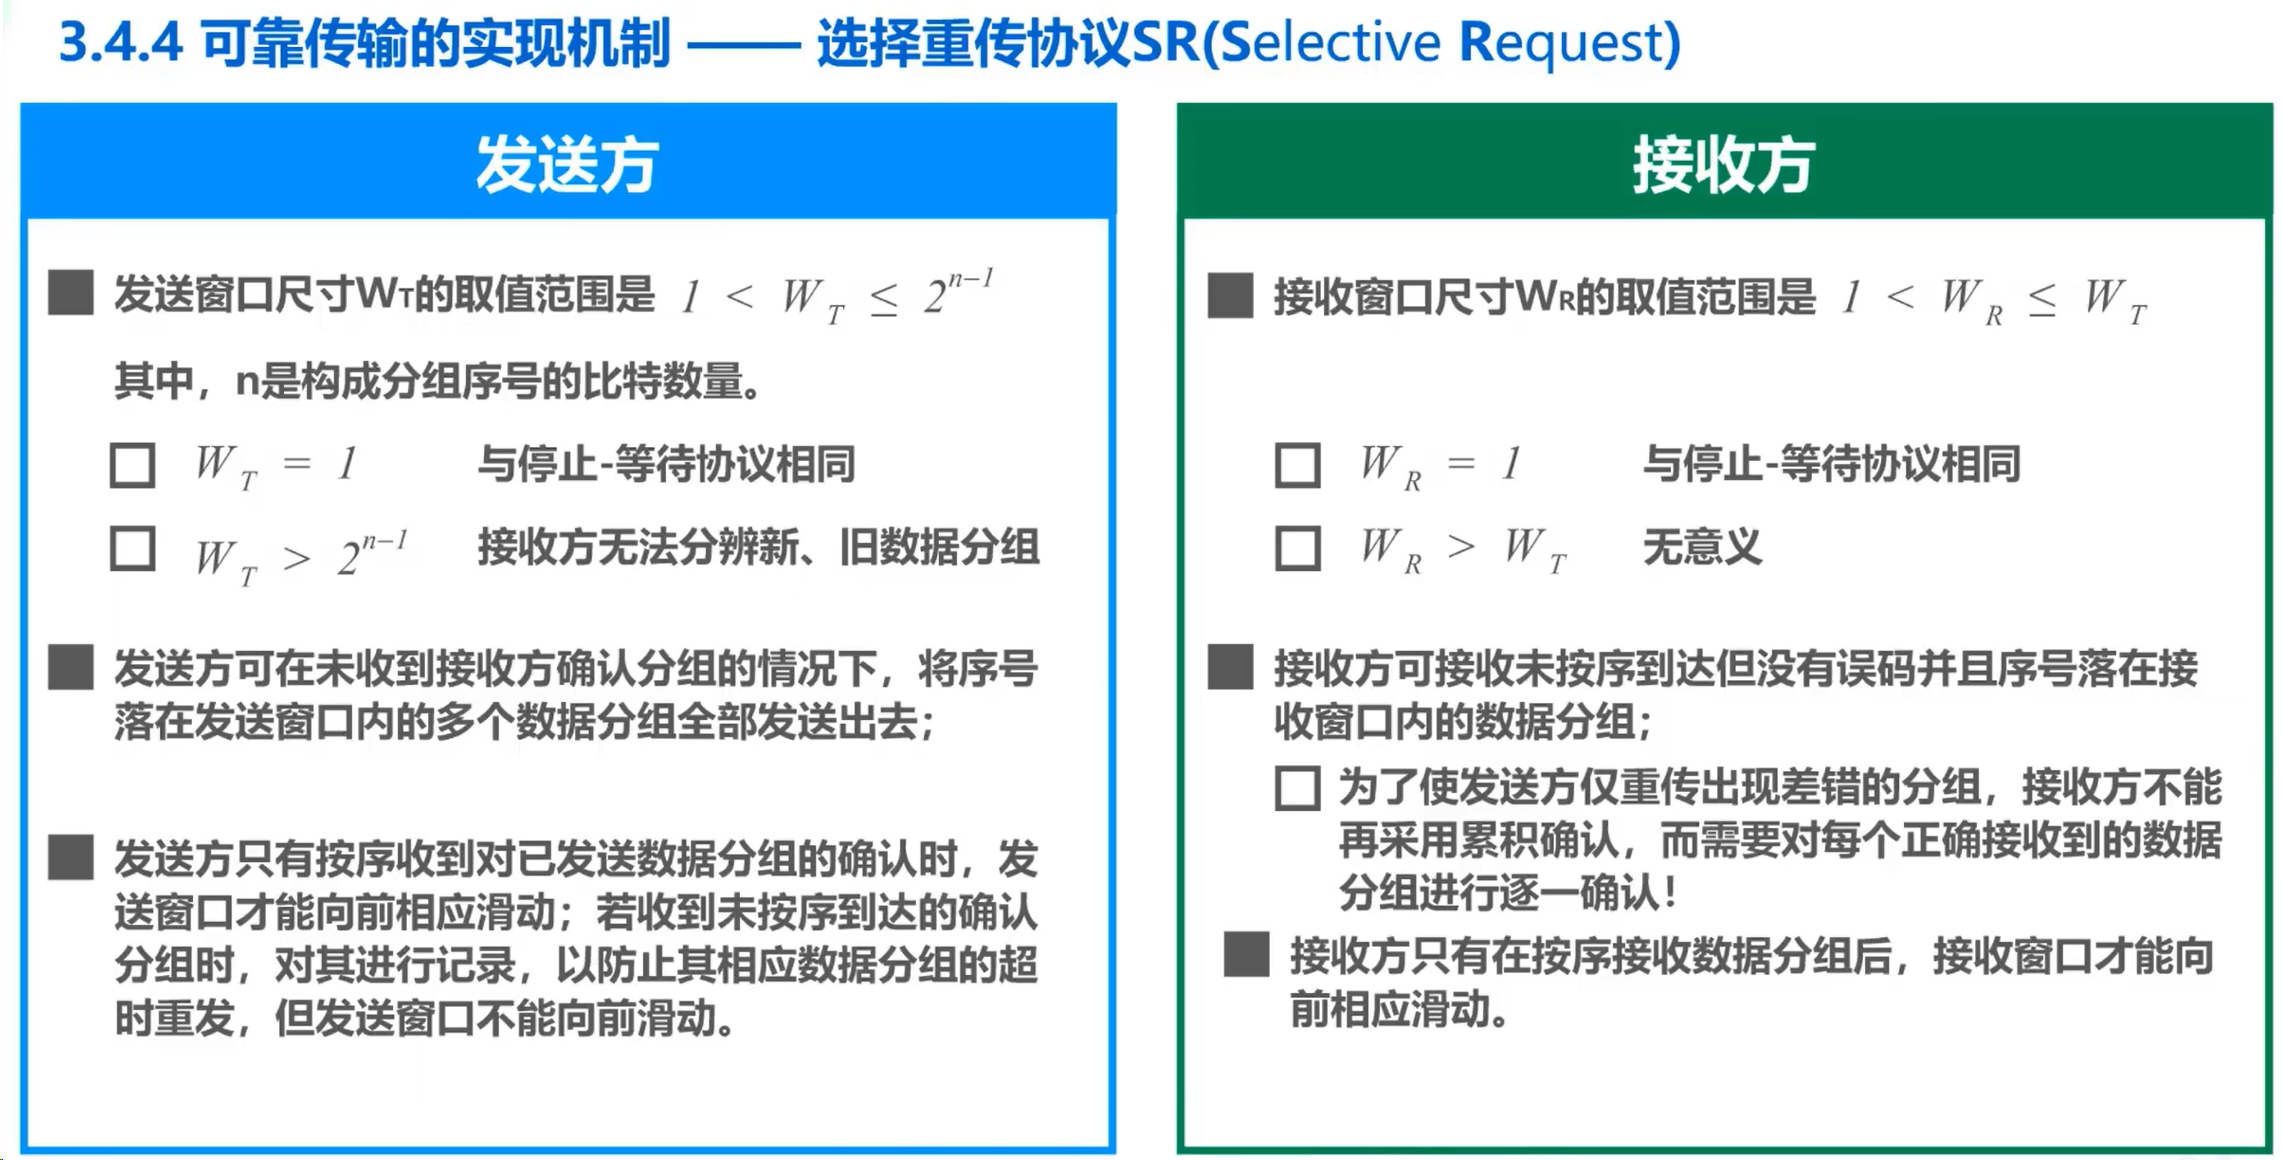 3.4.4 可靠传输的实现机制 —— 选择重传协议SR(Selective Request)
发送方
■ 发送窗口尺寸WT的取值范围是 1 < W_T ≤ 2^{n−1}
其中，n是构成分组序号的比特数量。
□ W_T = 1 与停止-等待协议相同
□ W_T > 2^{n−1} 接收方无法分辨新、旧数据分组
■ 发送方可在未收到接收方确认分组的情况下，将序号
落在发送窗口内的多个数据分组全部发送出去；
■ 发送方只有按序收到对已发送数据分组的确认时，发
送窗口才能向前相应滑动；若收到未按序到达的确认
分组时，对其进行记录，以防止其相应数据分组的超
时重发，但发送窗口不能向前滑动。
接收方
■ 接收窗口尺寸WR的取值范围是 1 < W_R ≤ W_T
□ W_R = 1 与停止-等待协议相同
□ W_R > W_T 无意义
■ 接收方可接收未按序到达但没有误码并且序号落在接
收窗口内的数据分组；
□ 为了使发送方仅重传出现差错的分组，接收方不能
再采用累积确认，而需要对每个正确接收到的数据
分组进行逐一确认！
■ 接收方只有在按序接收数据分组后，接收窗口才能向
前相应滑动。